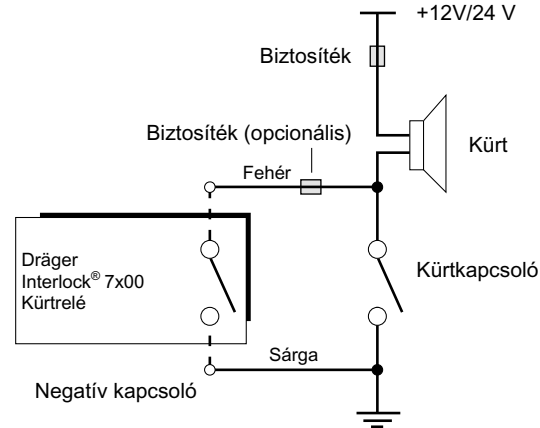 +12V/24 V
Biztosíték
Biztosíték (opcionális)
Kürt
Fehér
Dräger
Interlock® 7x00
Kürtrelé
Kürtkapcsoló
Sárga
Negatív kapcsoló